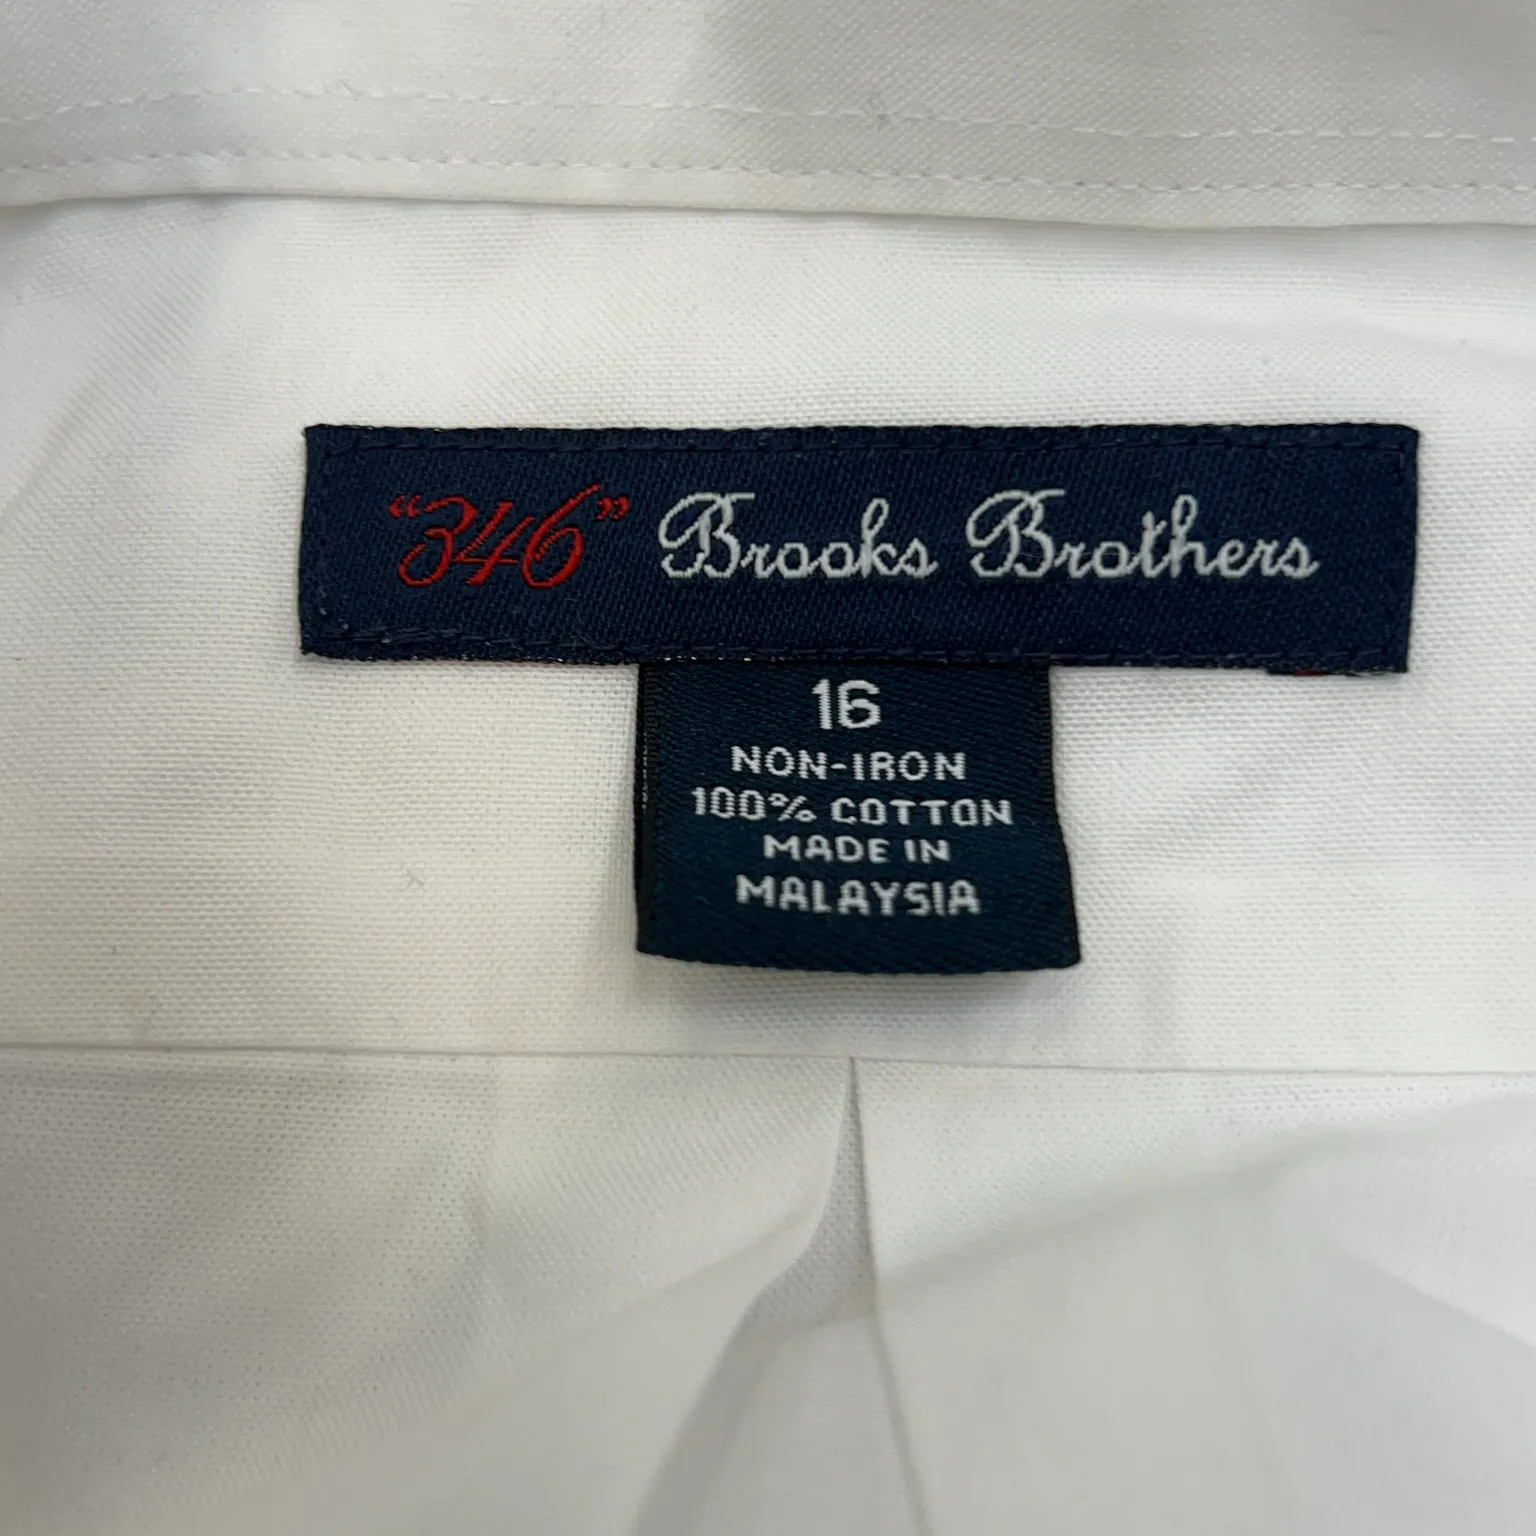 “346” Brooks Brothers
16
NON-IRON
100% COTTON
MADE IN
MALAYSIA